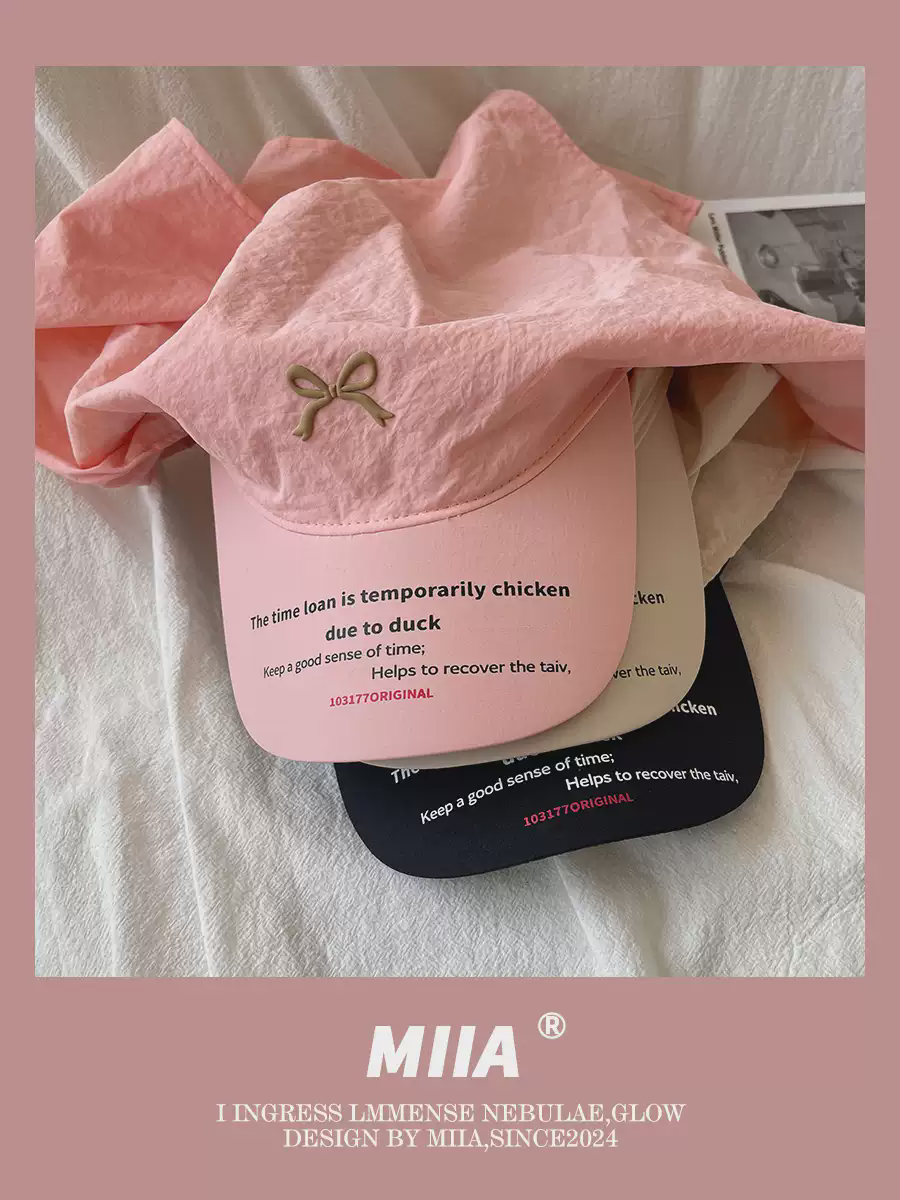 The time loan is temporarily chicken
due to duck
Keep a good sense of time;
Helps to recover the taiv,
103177ORIGINAL
cken
ver the taiv,
icken
The
Keep a good sense of time;
Helps to recover the taiv,
103177ORIGINAL
MIIA ®
I INGRESS LMMENSE NEBULAE,GLOW
DESIGN BY MIIA,SINCE2024